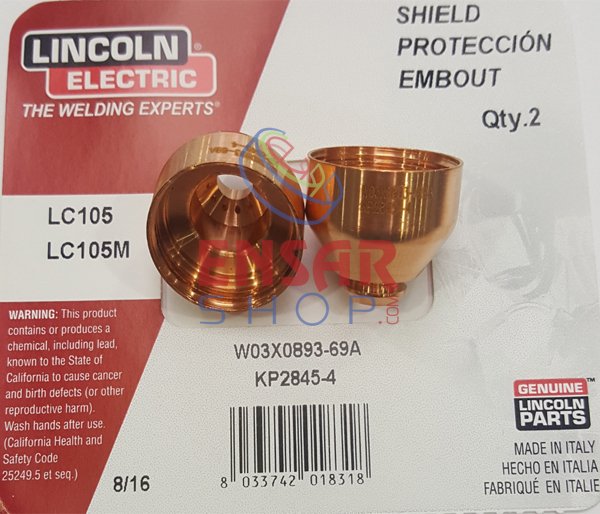 LINCOLN
ELECTRIC
THE WELDING EXPERTS®
SHIELD
PROTECCIÓN
EMBOUT
Qty.2
LC105
LC105M
ENSAR
SHOP.COM
WARNING: This product
contains or produces a
chemical, including lead,
known to the State of
California to cause cancer
and birth defects (or other
reproductive harm).
Wash hands after use.
(California Health and
Safety Code
25249.5 et seq.)
W03X0893-69A
KP2845-4
8/16
8 033742 018318
GENUINE
LINCOLN
PARTS
MADE IN ITALY
HECHO EN ITALIA
FABRIQUÉ EN ITALIE